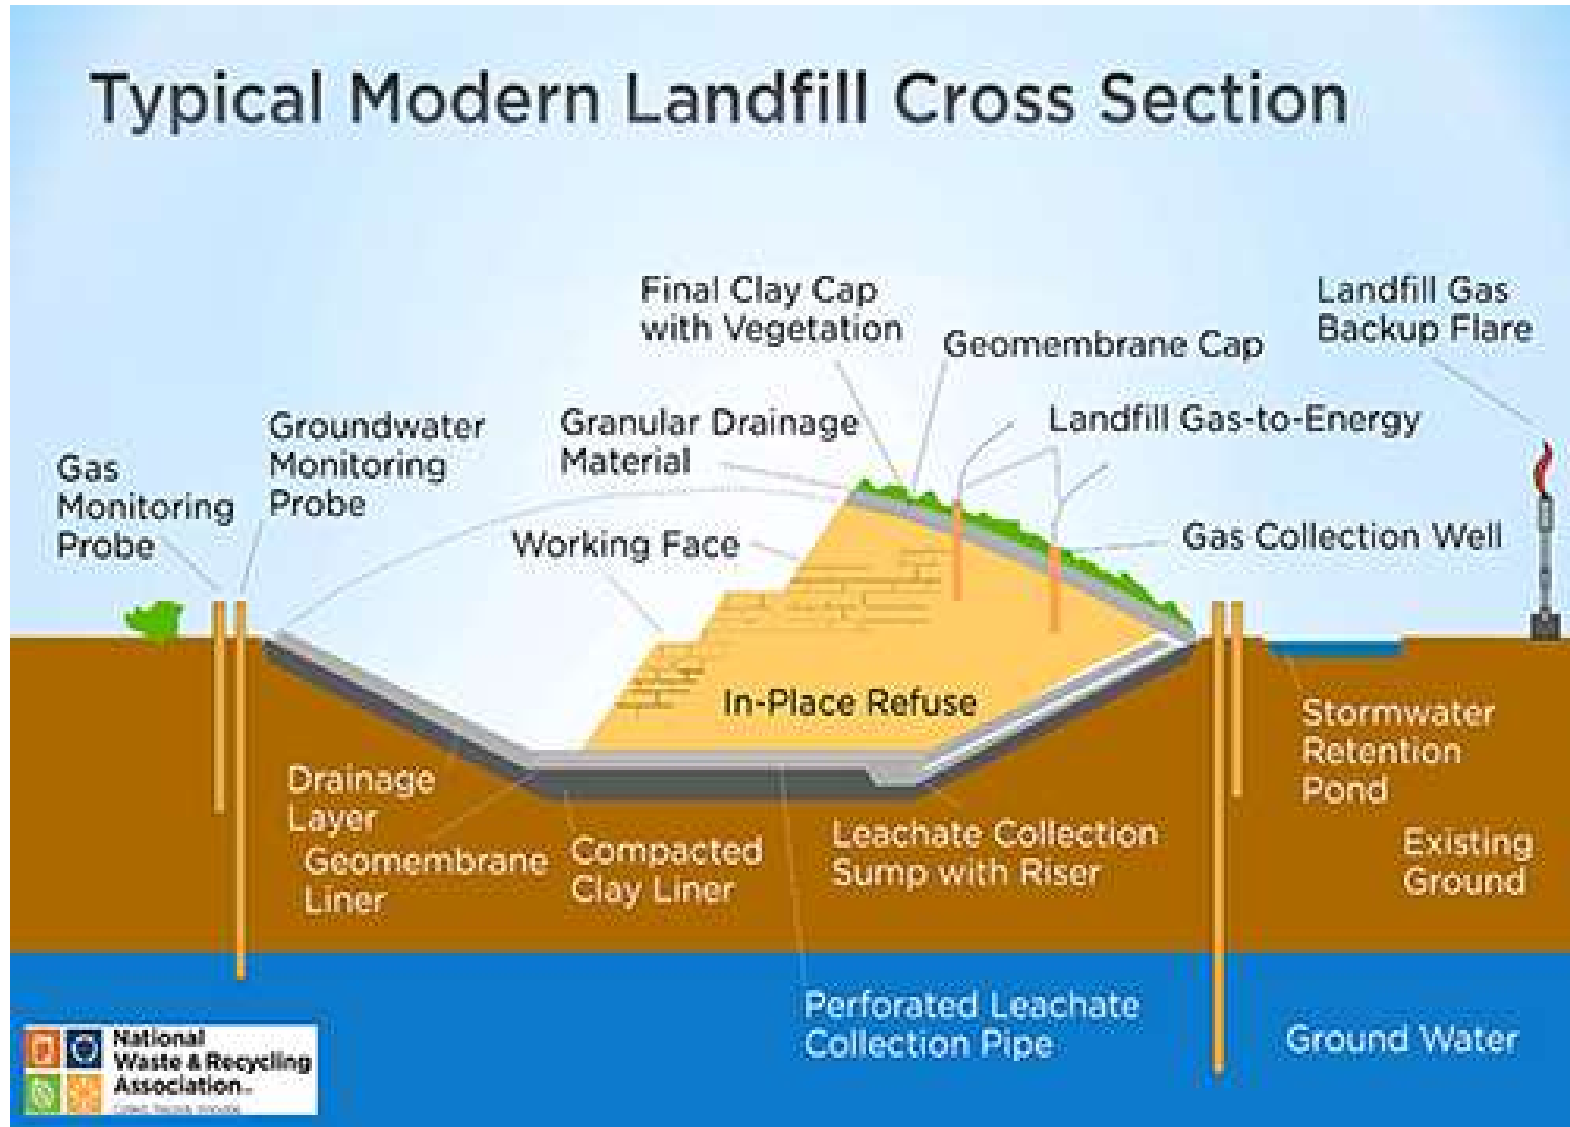 Typical Modern Landfill Cross Section
Final Clay Cap
with Vegetation
Geomembrane Cap
Landfill Gas
Backup Flare
Granular Drainage
Material
Landfill Gas-to-Energy
Groundwater
Monitoring
Probe
Gas
Monitoring
Probe
Working Face
Gas Collection Well
In-Place Refuse
Stormwater
Retention
Pond
Drainage
Layer
Geomembrane
Liner
Compacted
Clay Liner
Leachate Collection
Sump with Riser
Existing
Ground
Perforated Leachate
Collection Pipe
Ground Water
National
Waste & Recycling
Association